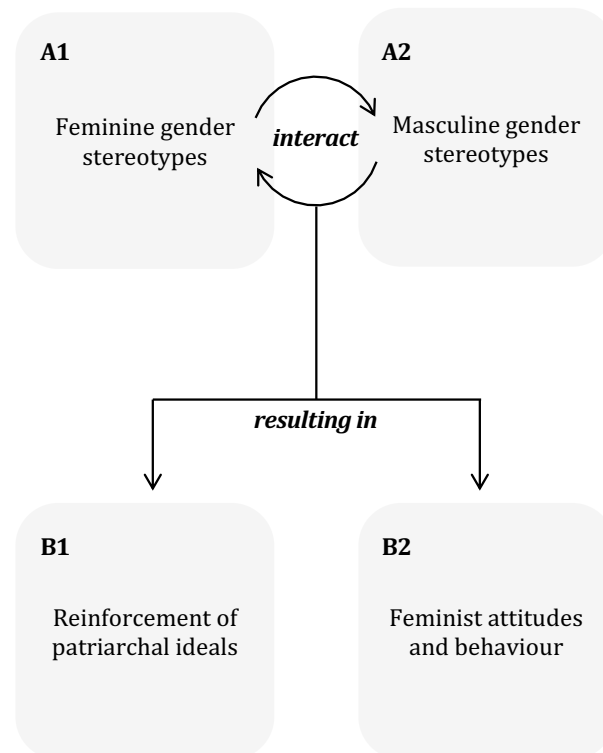 A1
A2
Feminine gender
stereotypes
interact
Masculine gender
stereotypes
resulting in
B1
B2
Reinforcement of
patriarchal ideals
Feminist attitudes
and behaviour